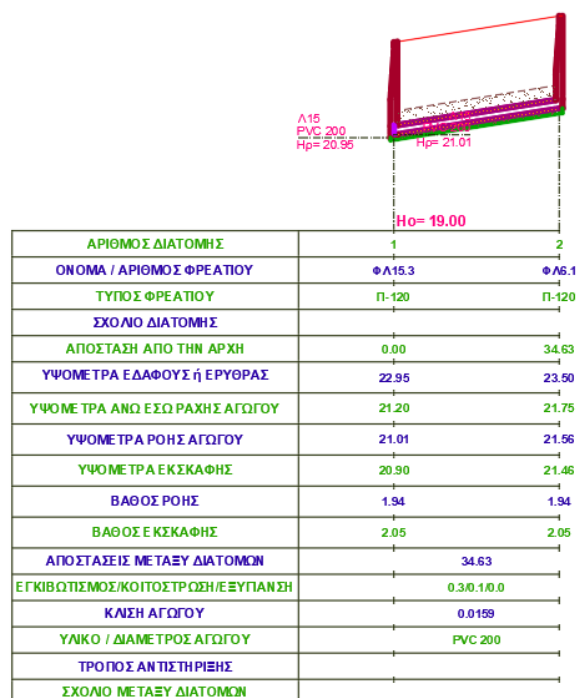 Λ15
PVC 200
Ηρ= 20.95
Ηρ= 21.01
Ηο= 19.00
ΑΡΙΘΜΟΣ ΔΙΑΤΟΜΗΣ 1 2
ΟΝΟΜΑ / ΑΡΙΘΜΟΣ ΦΡΕΑΤΙΟΥ ΦΛ15.3 ΦΛ6.1
ΤΥΠΟΣ ΦΡΕΑΤΙΟΥ Π-120 Π-120
ΣΧΟΛΙΟ ΔΙΑΤΟΜΗΣ
ΑΠΟΣΤΑΣΗ ΑΠΟ ΤΗΝ ΑΡΧΗ 0.00 34.63
ΥΨΟΜΕΤΡΑ ΕΔΑΦΟΥΣ ή ΕΡΥΘΡΑΣ 22.95 23.50
ΥΨΟΜΕΤΡΑ ΑΝΩ ΕΣΩ ΡΑΧΗΣ ΑΓΩΓΟΥ 21.20 21.75
ΥΨΟΜΕΤΡΑ ΡΟΗΣ ΑΓΩΓΟΥ 21.01 21.56
ΥΨΟΜΕΤΡΑ ΕΚΣΚΑΦΗΣ 20.90 21.46
ΒΑΘΟΣ ΡΟΗΣ 1.94 1.94
ΒΑΘΟΣ ΕΚΣΚΑΦΗΣ 2.05 2.05
ΑΠΟΣΤΑΣΕΙΣ ΜΕΤΑΞΥ ΔΙΑΤΟΜΩΝ 34.63
ΕΓΚΙΒΩΤΙΣΜΟΣ/ΚΟΙΤΟΣΤΡΩΣΗ/ΕΞΥΓΙΑΝΣΗ 0.3/0.1/0.0
ΚΛΙΣΗ ΑΓΩΓΟΥ 0.0159
ΥΛΙΚΟ / ΔΙΑΜΕΤΡΟΣ ΑΓΩΓΟΥ PVC 200
ΤΡΟΠΟΣ ΑΝΤΙΣΤΗΡΙΞΗΣ
ΣΧΟΛΙΟ ΜΕΤΑΞΥ ΔΙΑΤΟΜΩΝ